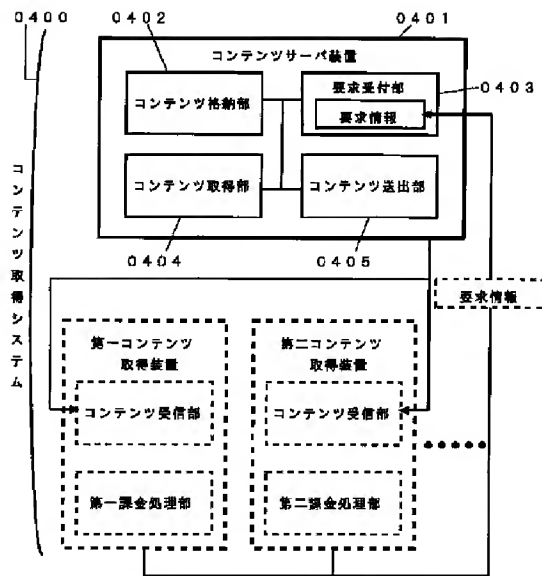 0400
0402
0401
コンテンツサーバ装置
コンテンツ格納部
要求受付部
0403
要求情報
コンテンツ取得部
コンテンツ送出部
0404
0405
コンテンツ取得システム
要求情報
第一コンテンツ
取得装置
第二コンテンツ
取得装置
コンテンツ受信部
コンテンツ受信部
第一課金処理部
第二課金処理部